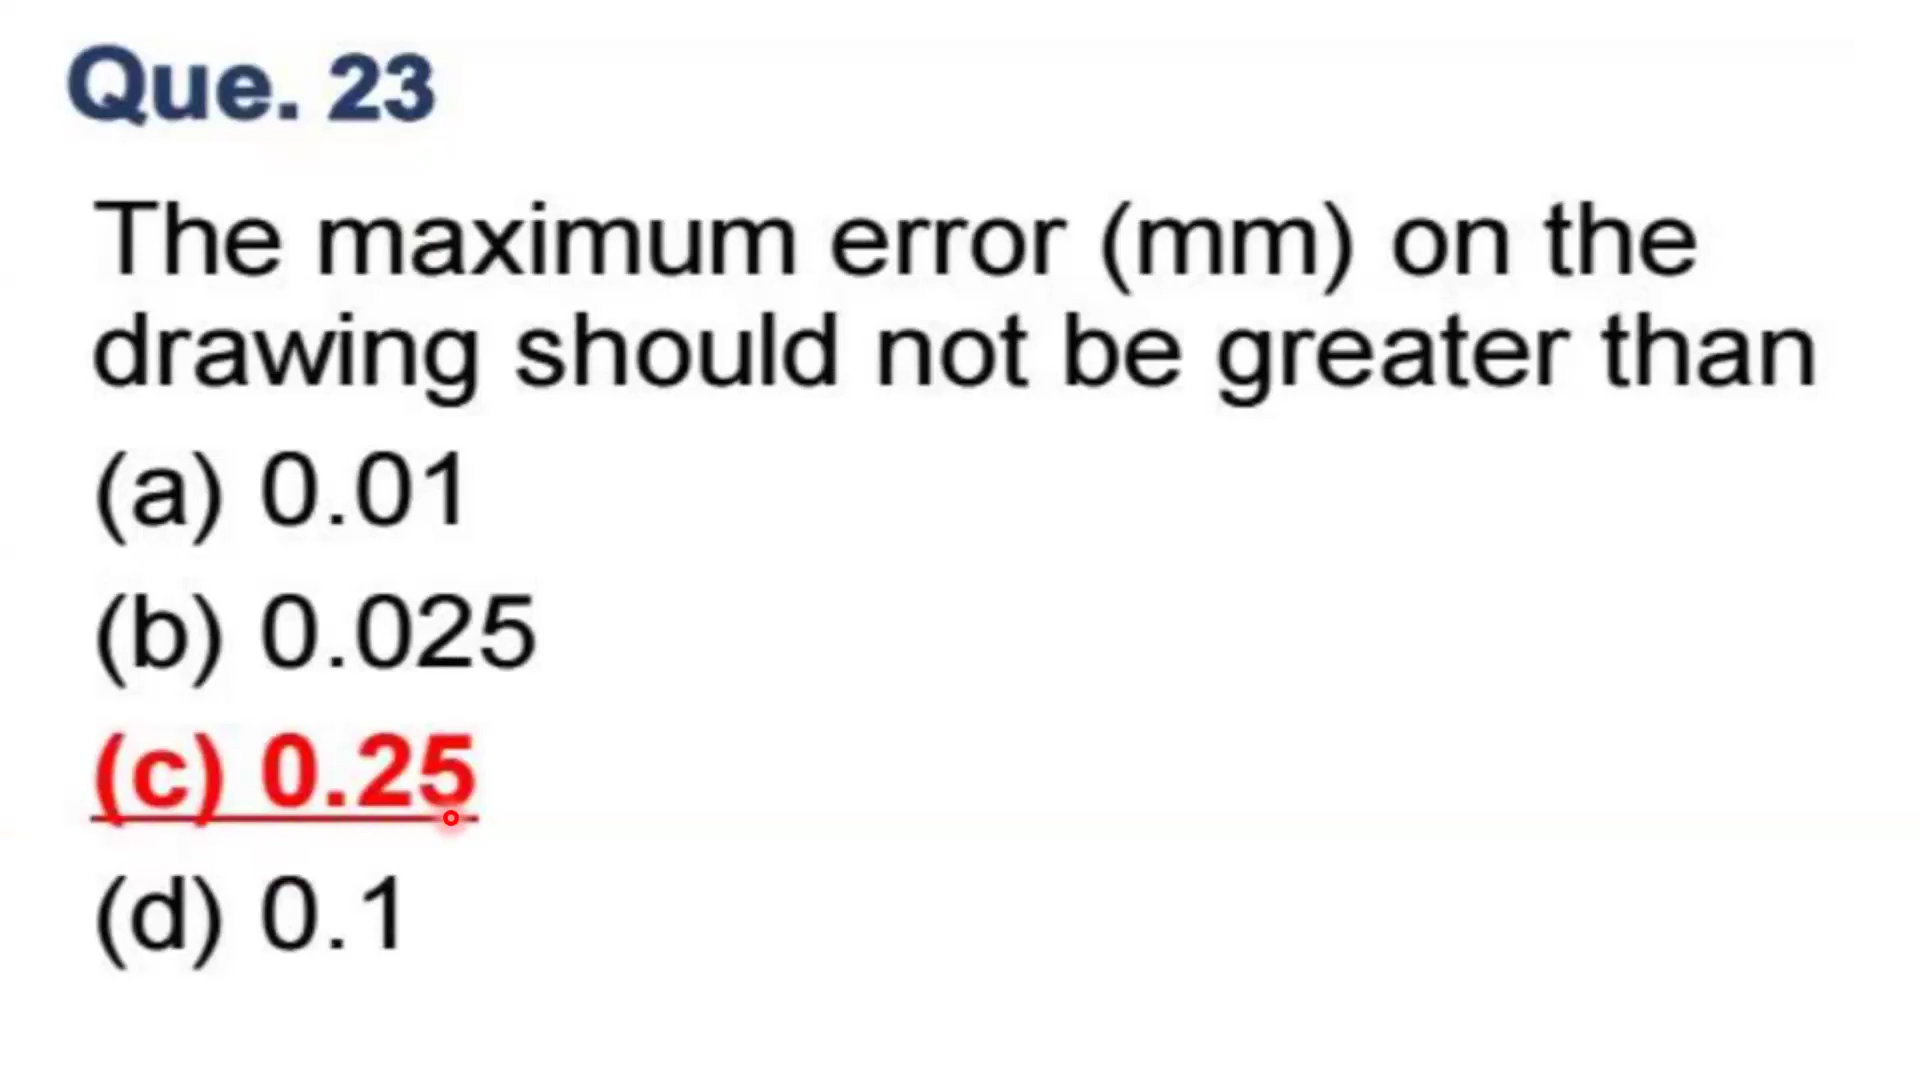 Que. 23
The maximum error (mm) on the
drawing should not be greater than
(a) 0.01
(b) 0.025
(c) 0.25
(d) 0.1